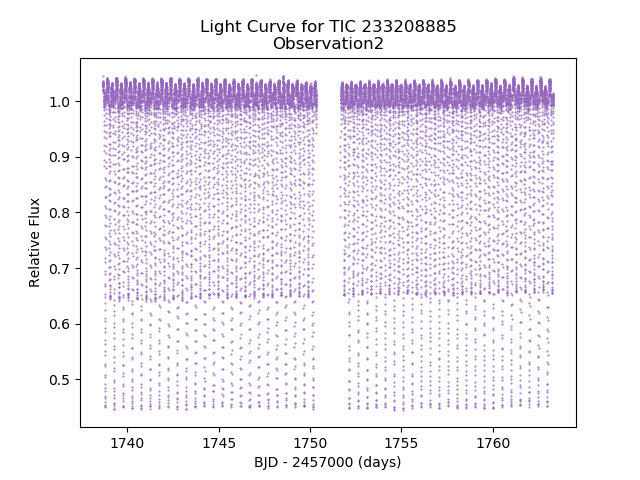 Light Curve for TIC 233208885
Observation2
Relative Flux
1.0
0.9
0.8
0.7
0.6
0.5
1740 1745 1750 1755 1760
BJD - 2457000 (days)